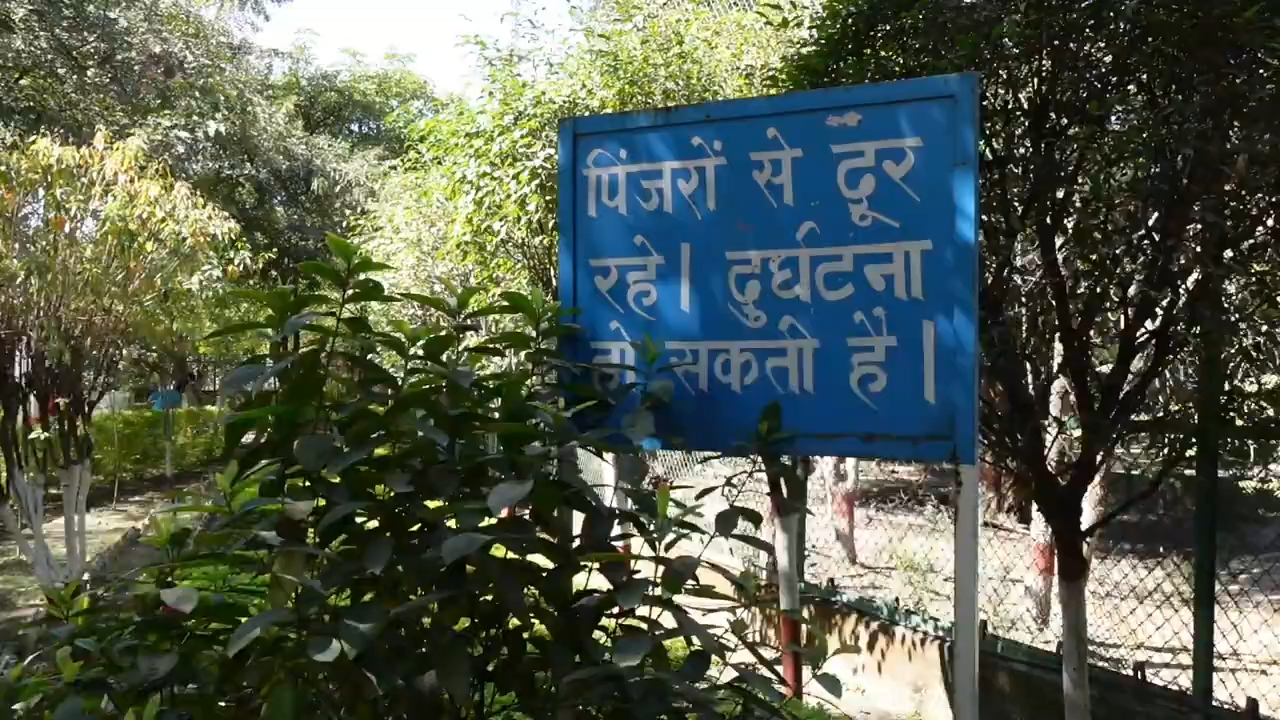 पिंजरों से दूर
रहे। दुर्घटना
हो सकती है।